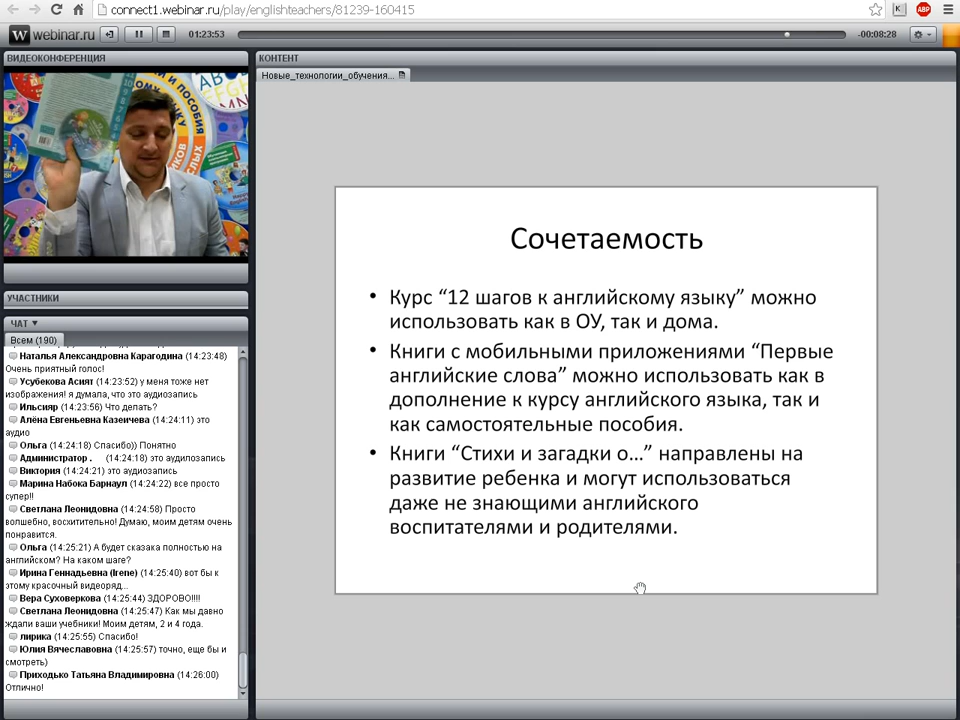 connect1.webinar.ru/play/englishteachers/81239-160415
K
ABP
W webinar.ru
01:23:53
-00:08:28
ВИДЕОКОНФЕРЕНЦИЯ
И ПОСОБИЯ
УЧАСТНИКИ
ЧАТ ▼
Всем (190)
Наталья Александровна Карагодина (14:23:48)
Очень приятный голос!
Усубекова Асият (14:23:52) у меня тоже нет
изображения! я думала, что это аудиозапись
Ильсияр (14:23:56) Что делать?
Алёна Евгеньевна Казеичева (14:24:11) это
аудио
Ольга (14:24:18) Спасибо)) Понятно
Администратор . (14:24:18) это аудиозапись
Виктория (14:24:21) это аудиозапись
Марина Набока Барнаул (14:24:22) все просто
супер!!
Светлана Леонидовна (14:24:58) Просто
волшебно, восхитительно! Думаю, моим детям очень
понравится.
Ольга (14:25:21) А будет сказака полностью на
английском? На каком шаге?
Ирина Геннадьевна (Irene) (14:25:40) вот бы к
этому красочный видеоряд...
Вера Суховеркова (14:25:44) ЗДОРОВО!!!!
Светлана Леонидовна (14:25:47) Как мы давно
ждали ваши учебники! Моим детям, 2 и 4 года.
лирика (14:25:55) Спасибо!
Юлия Вячеславовна (14:25:57) точно, еще бы и
смотреть)
Приходько Татьяна Владимировна (14:26:00)
Отлично!
КОНТЕНТ
Новые_технологии_обучения...
Сочетаемость
• Курс “12 шагов к английскому языку” можно
использовать как в ОУ, так и дома.
• Книги с мобильными приложениями “Первые
английские слова” можно использовать как в
дополнение к курсу английского языка, так и
как самостоятельные пособия.
• Книги “Стихи и загадки о…” направлены на
развитие ребенка и могут использоваться
даже не знающими английского
воспитателями и родителями.